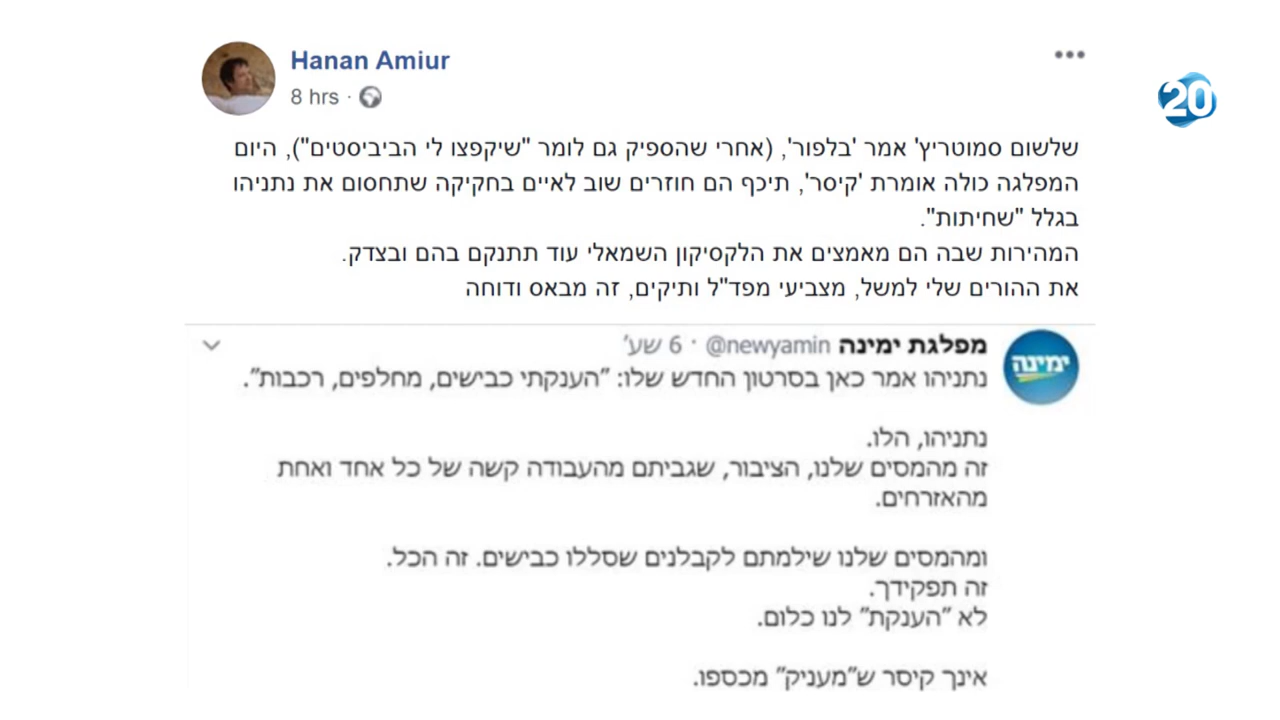 Hanan Amiur
8 hrs ·
20
שלשום סמוטריץ' אמר 'בלפור', (אחרי שהספיק גם לומר "שיקפצו לי הביביסטים"), היום
המפלגה כולה אומרת 'קיסר', תיכף הם חוזרים שוב לאיים בחקיקה שתחסום את נתניהו
בגלל "שחיתות".
המהירות שבה הם מאמצים את הלקסיקון השמאלי עוד תתנקם בהם ובצדק.
את ההורים שלי למשל, מצביעי מפד"ל ותיקים, זה מבאס ודוחה
מפלגת ימינה @newyamin · 6 שע'
ימינה
נתניהו אמר כאן בסרטון החדש שלו: "הענקתי כבישים, מחלפים, רכבות".
נתניהו, הלו.
זה מהמסים שלנו, הציבור, שגביתם מהעבודה קשה של כל אחד ואחת
מהאזרחים.
ומהמסים שלנו שילמתם לקבלנים שסללו כבישים. זה הכל.
זה תפקידך.
לא "הענקת" לנו כלום.
אינך קיסר ש"מעניק" מכספו.